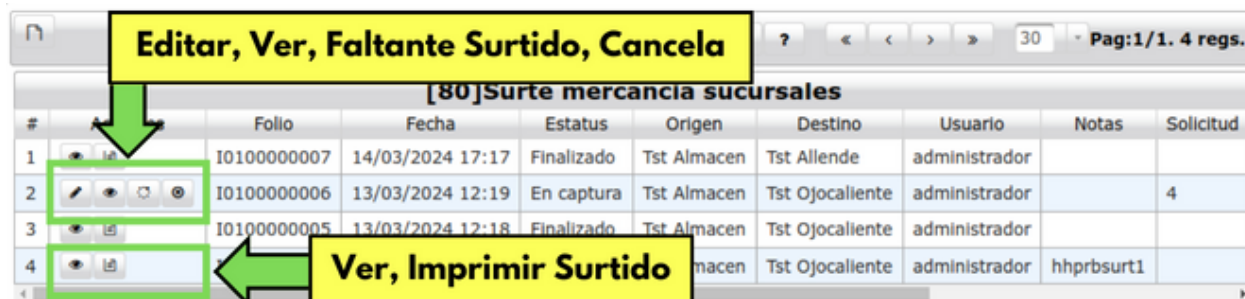 Editar, Ver, Faltante Surtido, Cancela
? « < > » 30 Pag:1/1. 4 regs.
[80]Surte mercancia sucursales
# Folio Fecha Estatus Origen Destino Usuario Notas Solicitud
1 I0100000007 14/03/2024 17:17 Finalizado Tst Almacen Tst Allende administrador
2 I0100000006 13/03/2024 12:19 En captura Tst Almacen Tst Ojocaliente administrador 4
3 I0100000005 13/03/2024 12:18 Finalizado Tst Almacen Tst Ojocaliente administrador
4 Tst Ojocaliente administrador hhprbsurt1
Ver, Imprimir Surtido